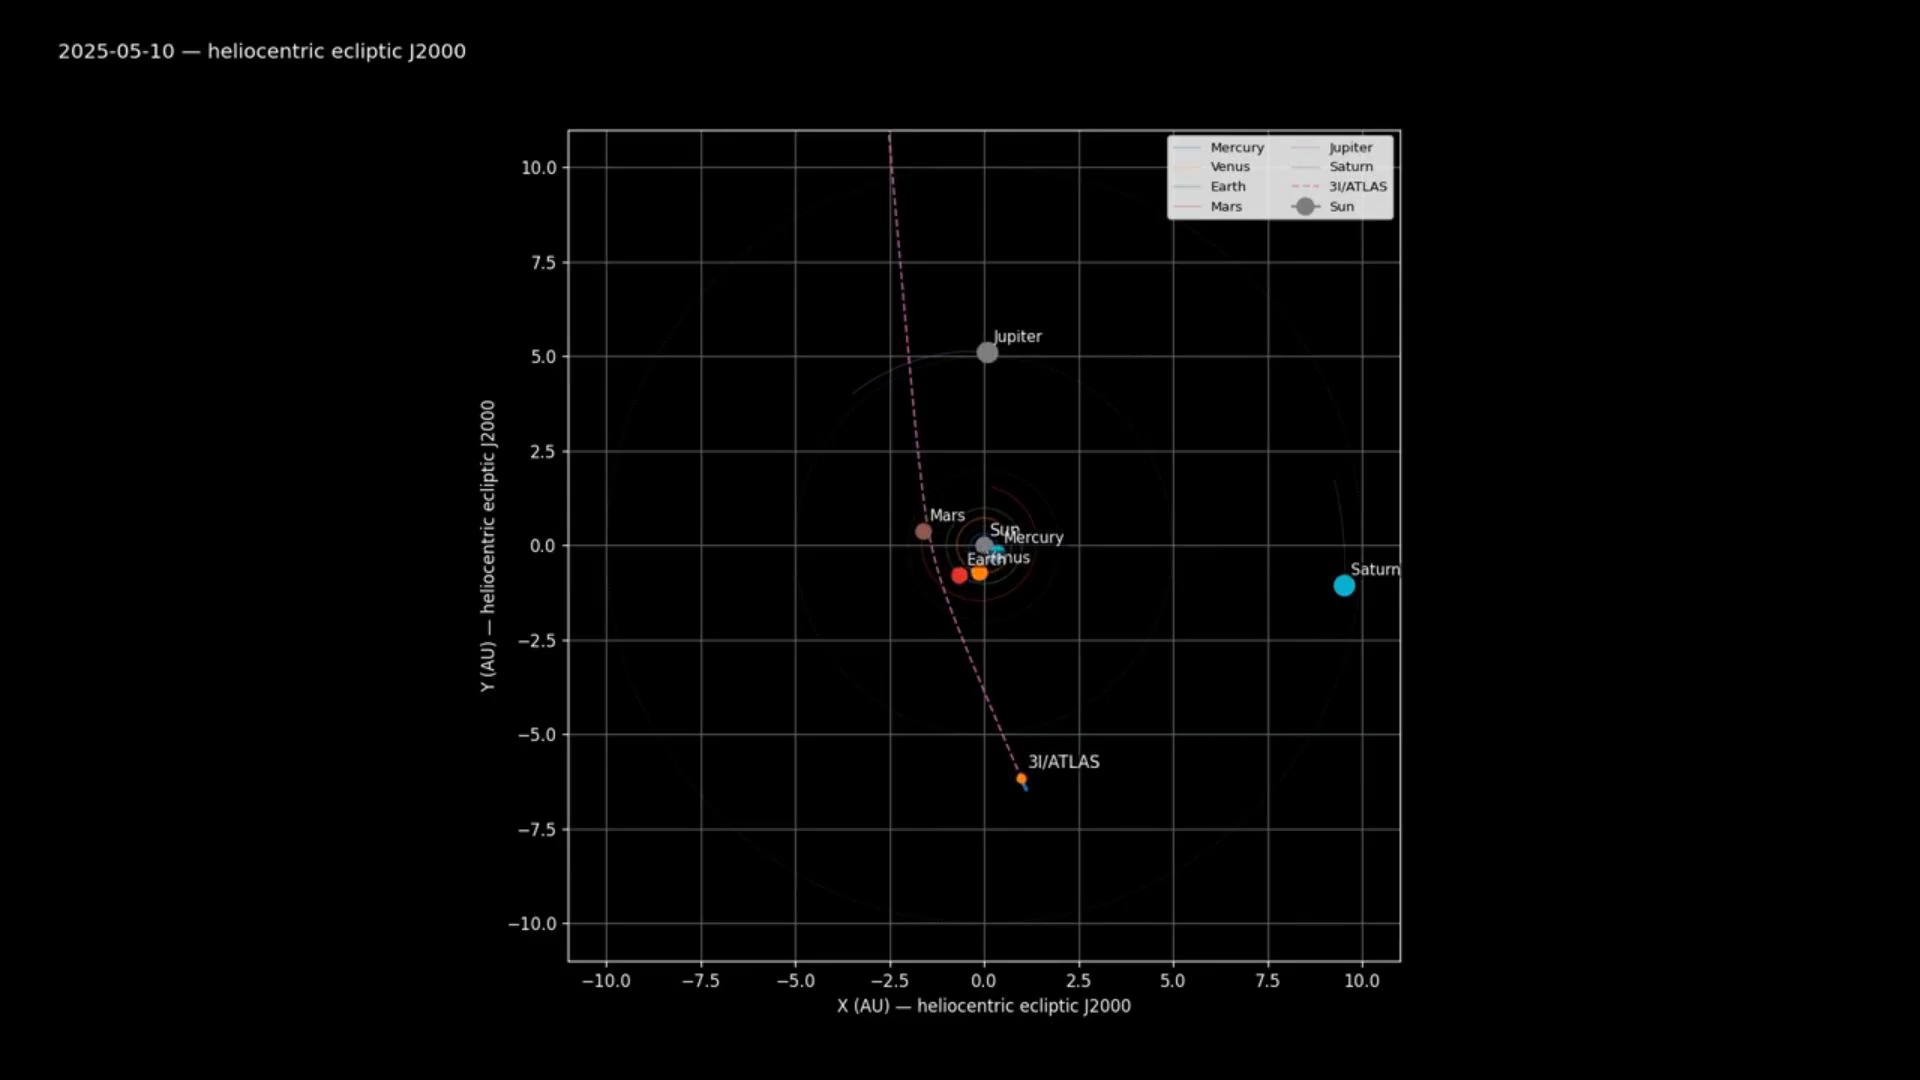 2025-05-10 — heliocentric ecliptic J2000
Mercury
Venus
Earth
Mars
Jupiter
Saturn
3I/ATLAS
Sun
10.0
7.5
5.0
2.5
0.0
−2.5
−5.0
−7.5
−10.0
Y (AU) — heliocentric ecliptic J2000
Jupiter
Mars
Sun
Mercury
Earth
Saturn
3I/ATLAS
−10.0
−7.5
−5.0
−2.5
0.0
2.5
5.0
7.5
10.0
X (AU) — heliocentric ecliptic J2000